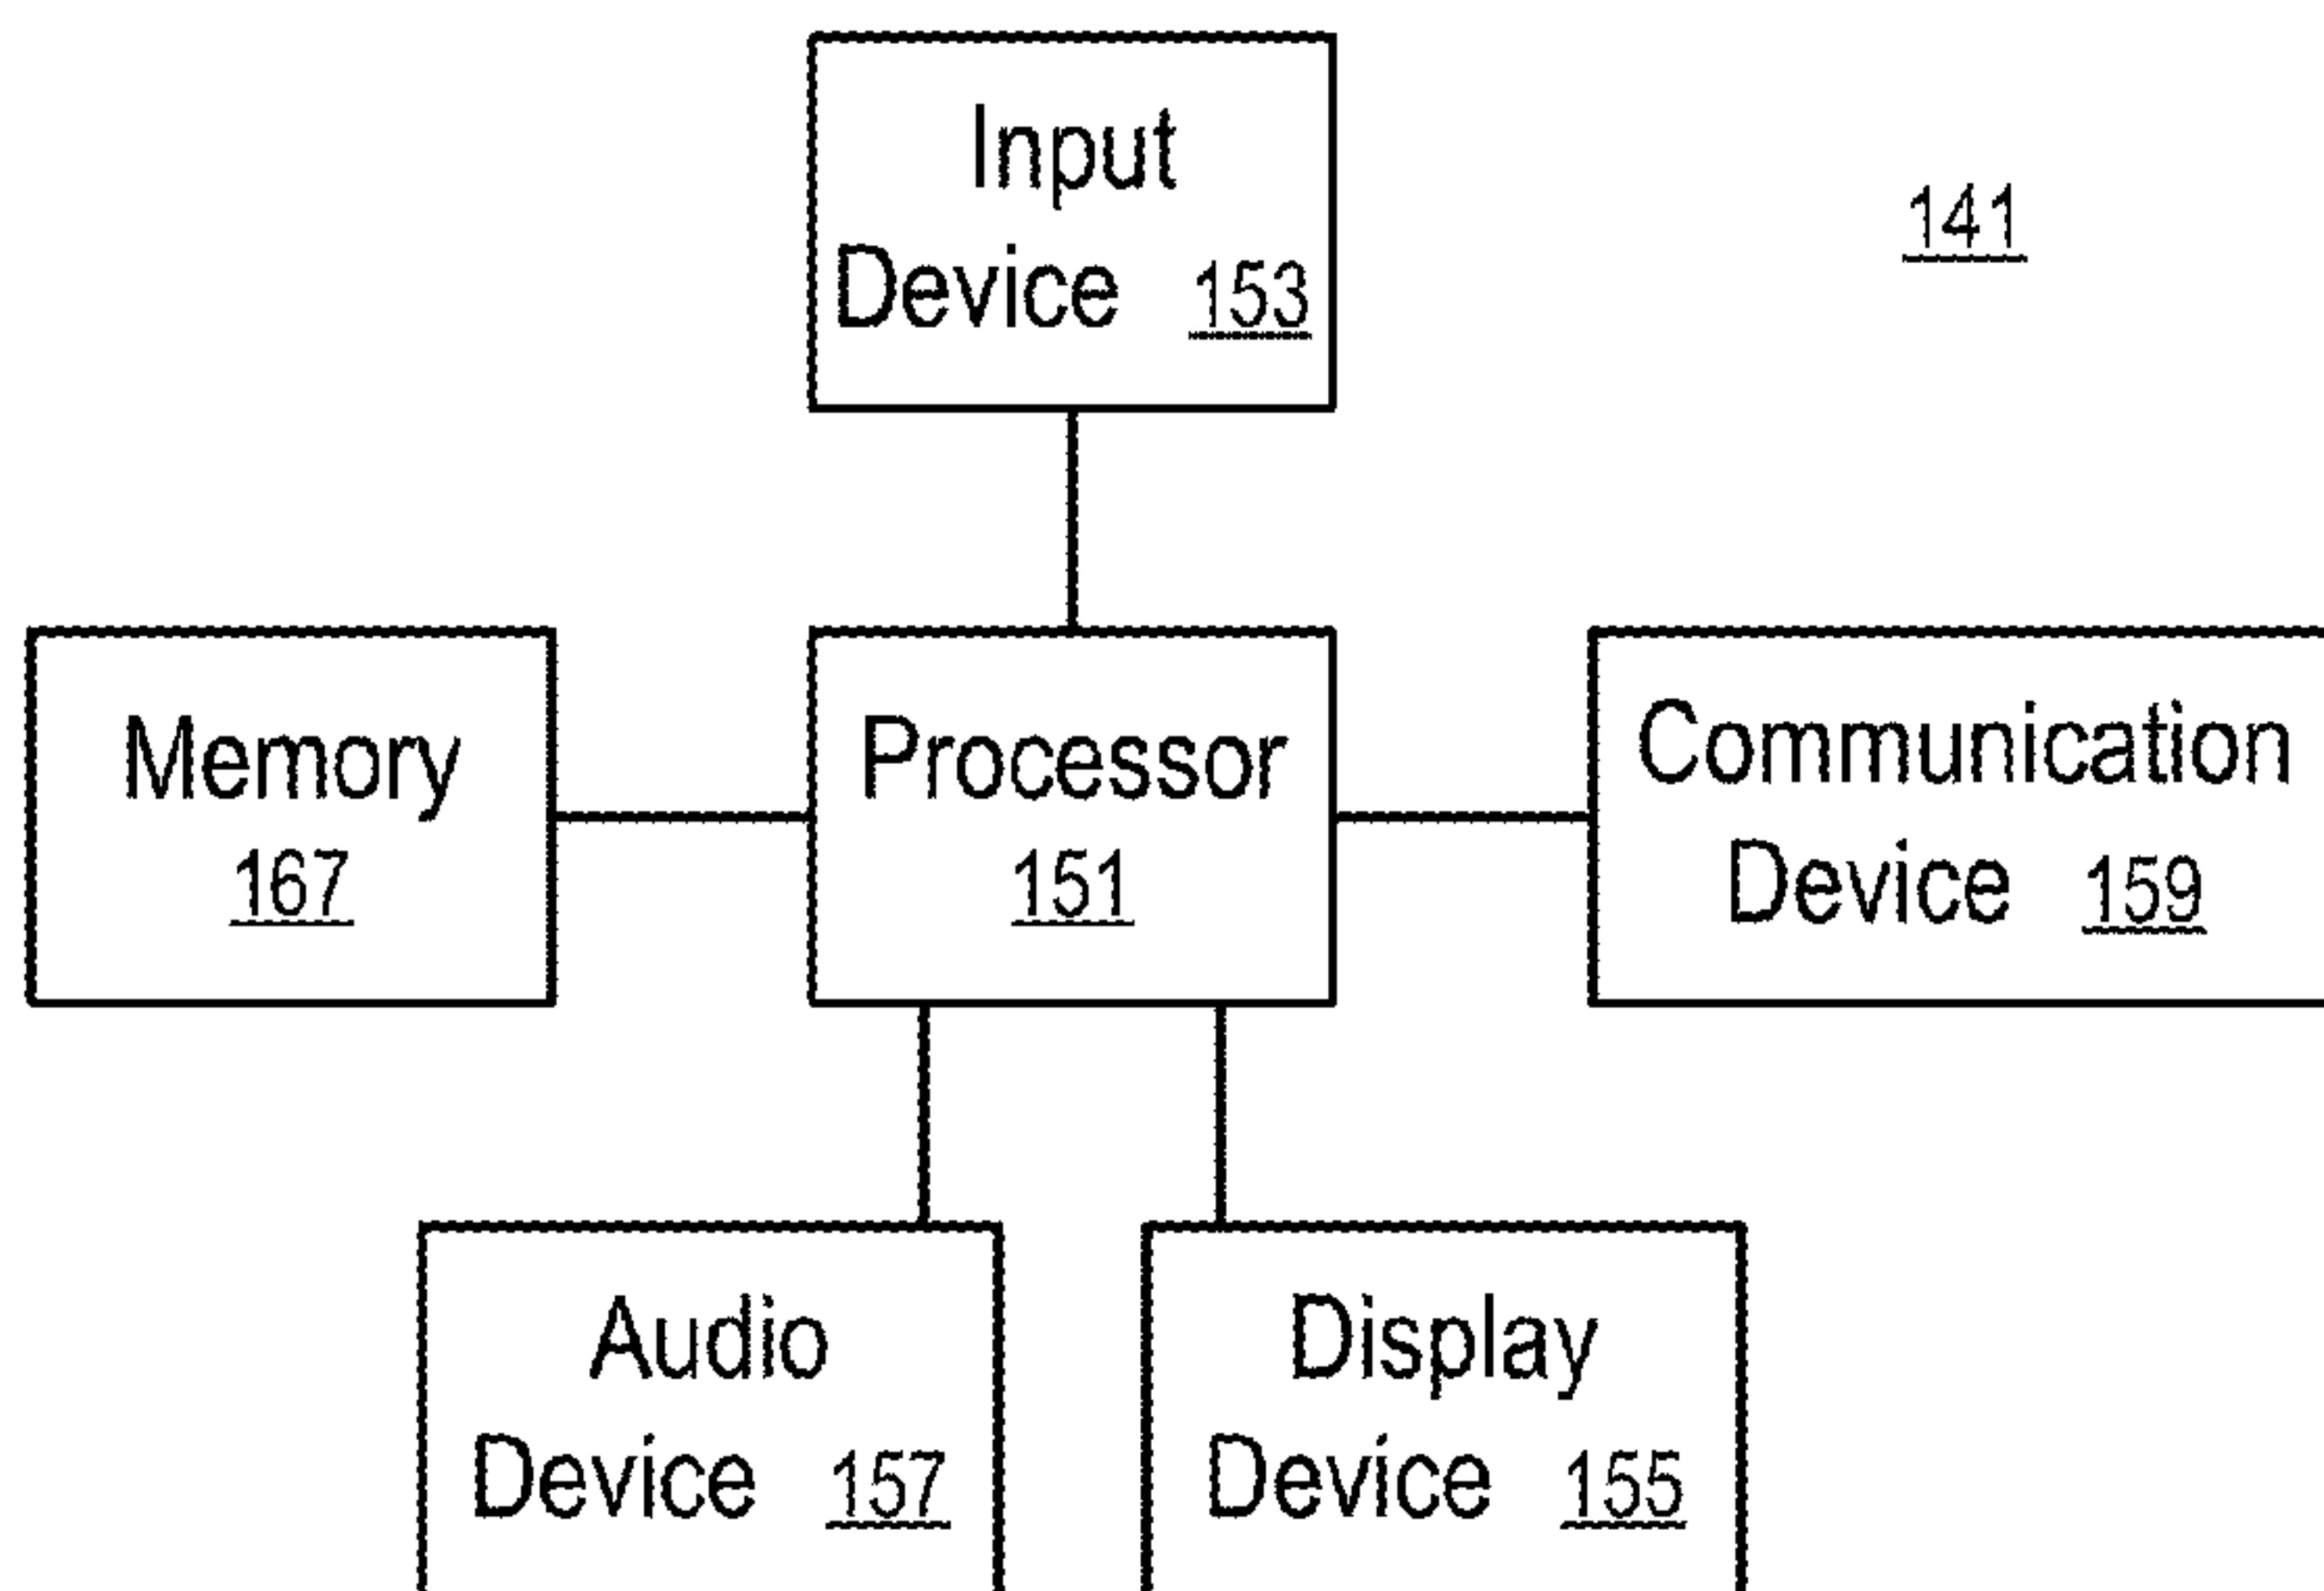 Input
Device 153
141
Memory
167
Processor
151
Communication
Device 159
Audio
Device 157
Display
Device 155